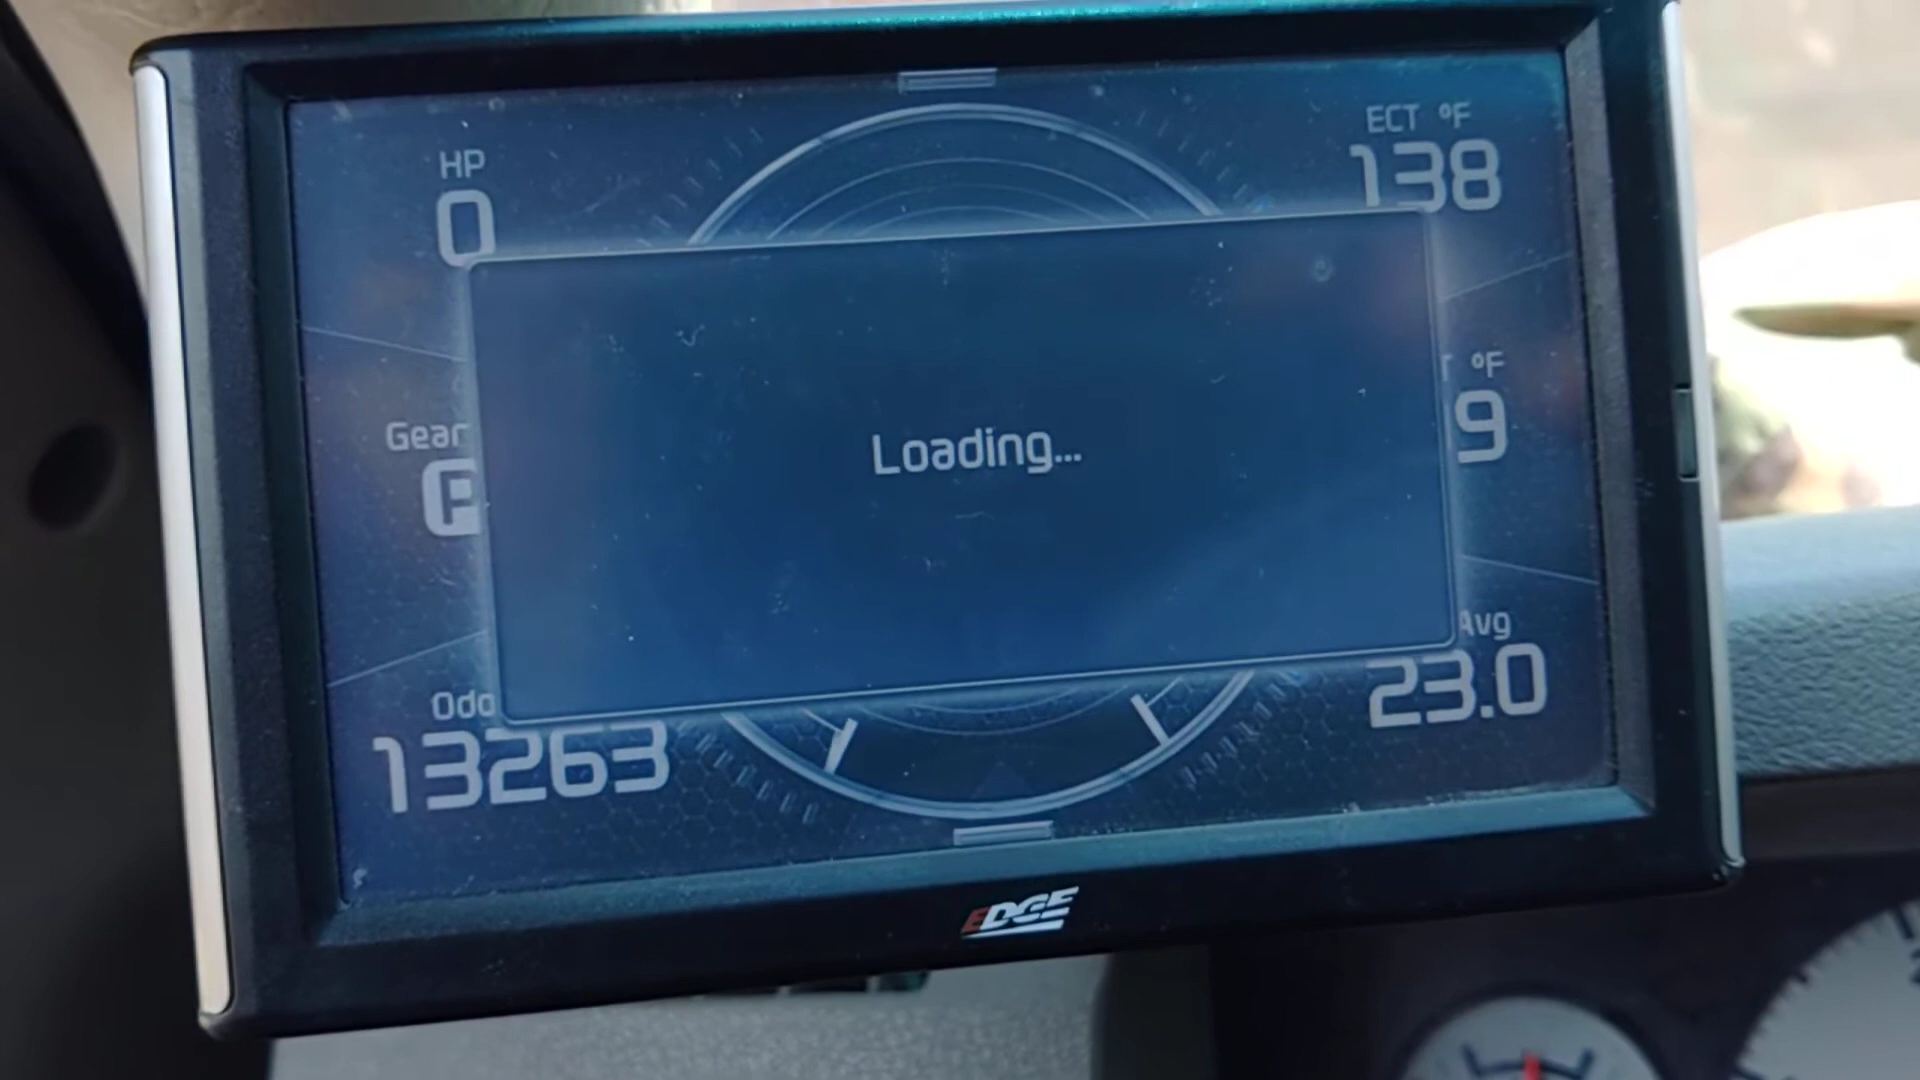 HP
0
ECT °F
138
Gear
P
°F
9
Loading...
Odo
13263
Avg
23.0
EDGE